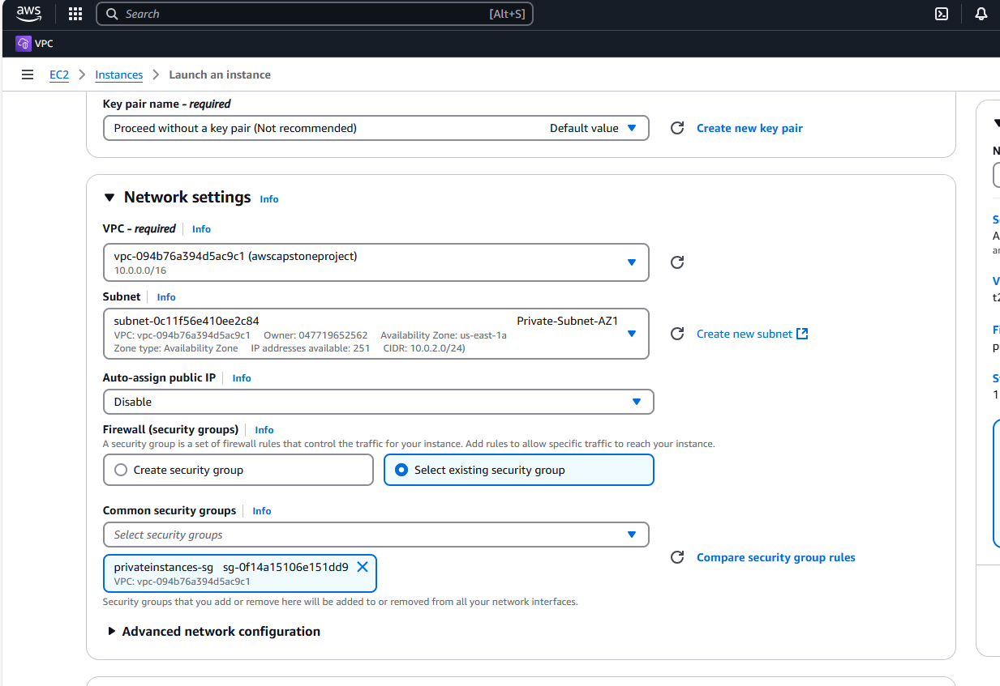 aws
Search [Alt+S]
VPC
EC2 > Instances > Launch an instance
Key pair name - required
Proceed without a key pair (Not recommended) Default value
Create new key pair
Network settings Info
VPC - required Info
vpc-094b76a394d5ac9c1 (awscapstoneproject)
10.0.0.0/16
Subnet Info
subnet-0c11f56e410ee2c84 Private-Subnet-AZ1
VPC: vpc-094b76a394d5ac9c1 Owner: 047719652562 Availability Zone: us-east-1a
Zone type: Availability Zone IP addresses available: 251 CIDR: 10.0.2.0/24)
Create new subnet
Auto-assign public IP Info
Disable
Firewall (security groups) Info
A security group is a set of firewall rules that control the traffic for your instance. Add rules to allow specific traffic to reach your instance.
Create security group
Select existing security group
Common security groups Info
Select security groups
privateinstances-sg sg-0f14a15106e151dd9
VPC: vpc-094b76a394d5ac9c1
Compare security group rules
Security groups that you add or remove here will be added to or removed from all your network interfaces.
Advanced network configuration